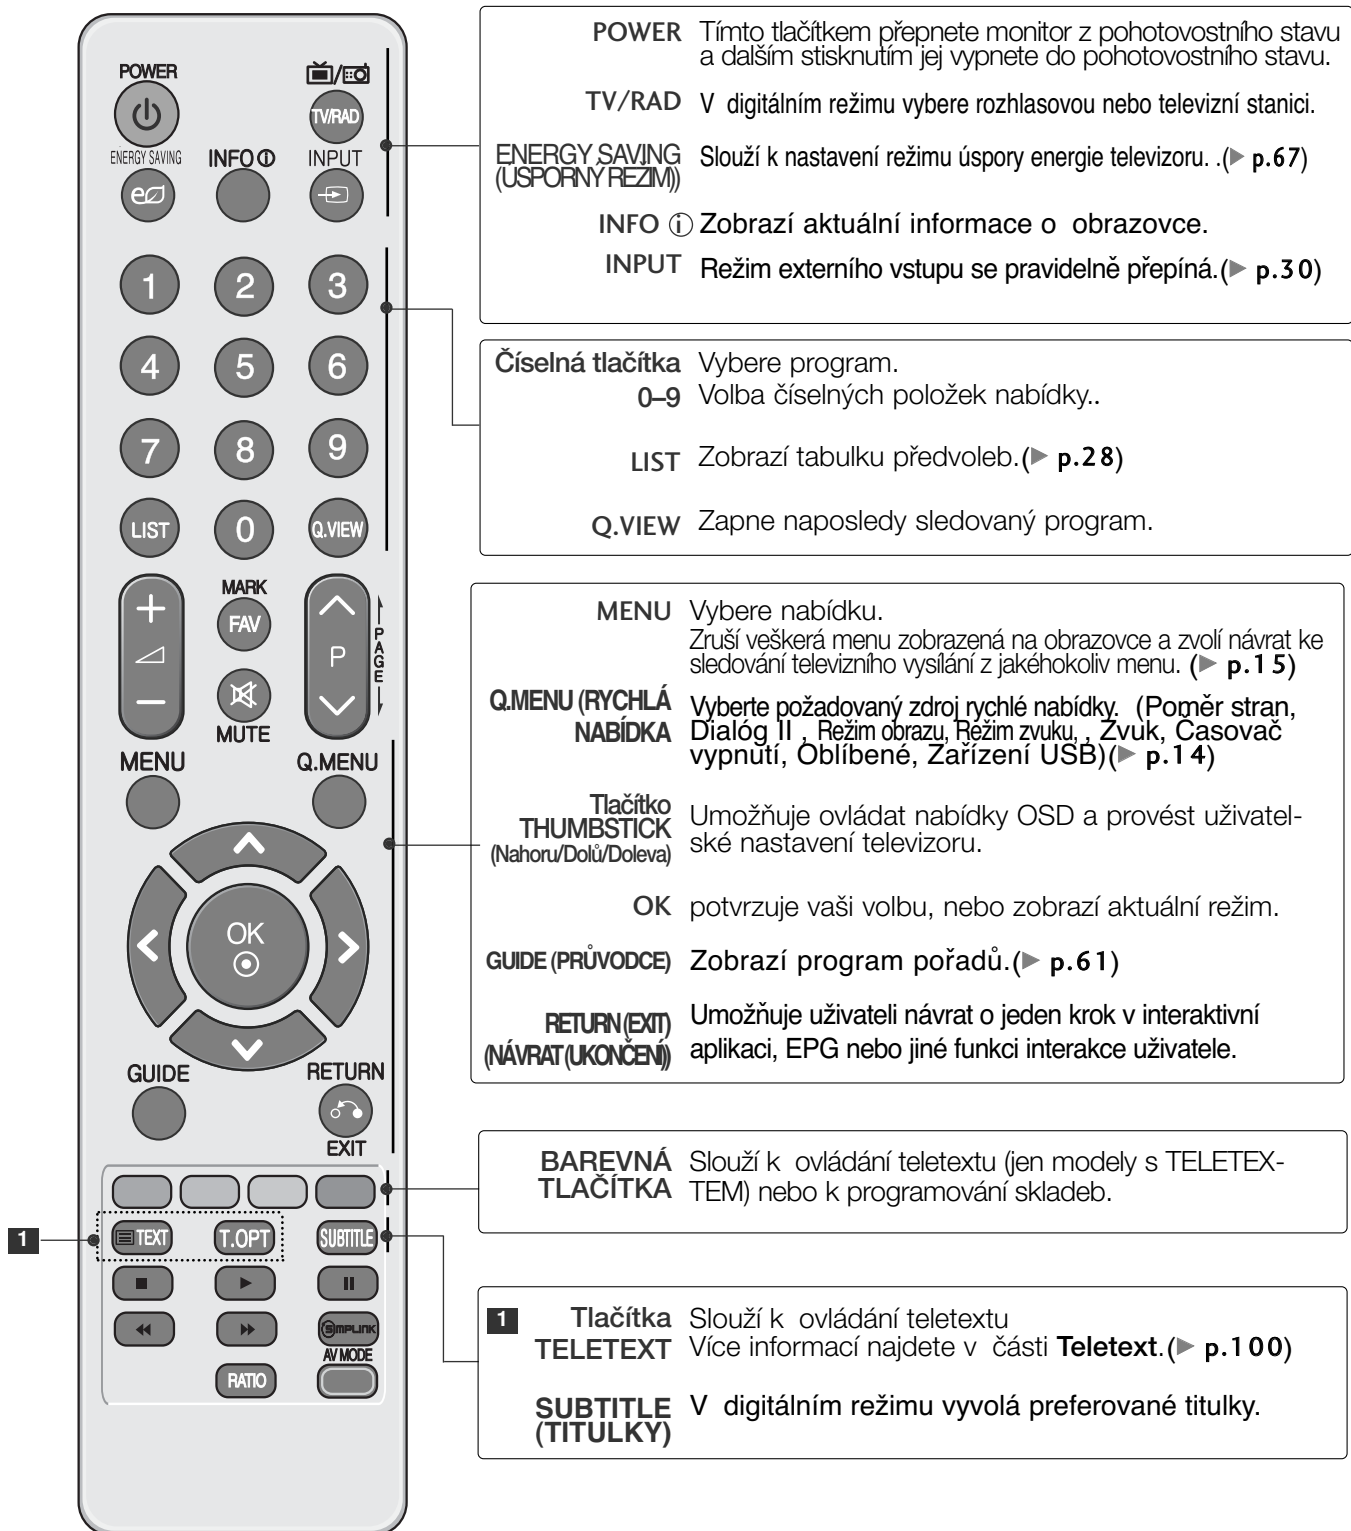 POWER
TV/RAD
ENERGY SAVING INFO ⓘ INPUT
1 2 3
4 5 6
7 8 9
LIST 0 Q.VIEW
MARK
FAV
P
PAGE
MUTE
MENU Q.MENU
OK
GUIDE RETURN
EXIT
1
TEXT T.OPT SUBTITLE
SIMPLINK
AV MODE
RATIO
POWER Tímto tlačítkem přepnete monitor z pohotovostního stavu
a dalším stisknutím jej vypnete do pohotovostního stavu.
TV/RAD V digitálním režimu vybere rozhlasovou nebo televizní stanici.
ENERGY SAVING Slouží k nastavení režimu úspory energie televizoru. .(► p.67)
(ÚSPORNÝ REŽIM))
INFO ⓘ Zobrazí aktuální informace o obrazovce.
INPUT Režim externího vstupu se pravidelně přepíná.(► p.30)
Číselná tlačítka Vybere program.
0–9 Volba číselných položek nabídky..
LIST Zobrazí tabulku předvoleb.(► p.28)
Q.VIEW Zapne naposledy sledovaný program.
MENU Vybere nabídku.
Zruší veškerá menu zobrazená na obrazovce a zvolí návrat ke
sledování televizního vysílání z jakéhokoliv menu. (► p.15)
Q.MENU (RYCHLÁ Vyberte požadovaný zdroj rychlé nabídky. (Poměr stran,
NABÍDKA Dialóg II , Režim obrazu, Režim zvuku, , Zvuk, Časovač
vypnutí, Oblíbené, Zařízení USB)(► p.14)
Tlačítko
THUMBSTICK Umožňuje ovládat nabídky OSD a provést uživatel-
(Nahoru/Dolů/Doleva) ské nastavení televizoru.
OK potvrzuje vaši volbu, nebo zobrazí aktuální režim.
GUIDE (PRŮVODCE) Zobrazí program pořadů.(► p.61)
RETURN (EXIT) Umožňuje uživateli návrat o jeden krok v interaktivní
(NÁVRAT (UKONČENÍ)) aplikaci, EPG nebo jiné funkci interakce uživatele.
BAREVNÁ Slouží k ovládání teletextu (jen modely s TELETEX-
TLAČÍTKA TEM) nebo k programování skladeb.
1 Tlačítka Slouží k ovládání teletextu
TELETEXT Více informací najdete v části Teletext.(► p.100)
SUBTITLE V digitálním režimu vyvolá preferované titulky.
(TITULKY)